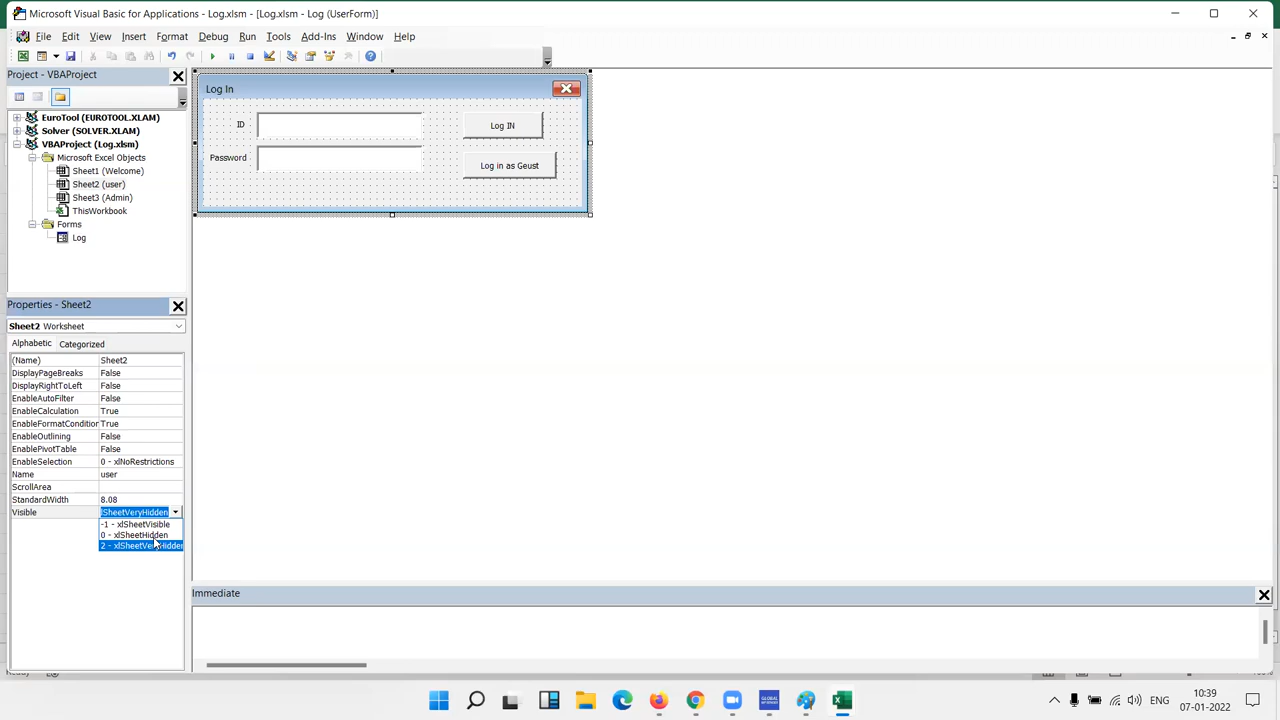 Microsoft Visual Basic for Applications - Log.xlsm - [Log.xlsm - Log (UserForm)]
File Edit View Insert Format Debug Run Tools Add-Ins Window Help
Project - VBAProject
EuroTool (EUROTOOL.XLAM)
Solver (SOLVER.XLAM)
VBAProject (Log.xlsm)
Microsoft Excel Objects
Sheet1 (Welcome)
Sheet2 (user)
Sheet3 (Admin)
ThisWorkbook
Forms
Log
Log In
ID
Log IN
Password
Log in as Geust
Properties - Sheet2
Sheet2 Worksheet
Alphabetic Categorized
(Name) Sheet2
DisplayPageBreaks False
DisplayRightToLeft False
EnableAutoFilter False
EnableCalculation True
EnableFormatCondition True
EnableOutlining False
EnablePivotTable False
EnableSelection 0 - xlNoRestrictions
Name user
ScrollArea
StandardWidth 8.08
Visible lSheetVeryHidden
-1 - xlSheetVisible
0 - xlSheetHidden
2 - xlSheetVeryHidden
Immediate
ENG
10:39
07-01-2022